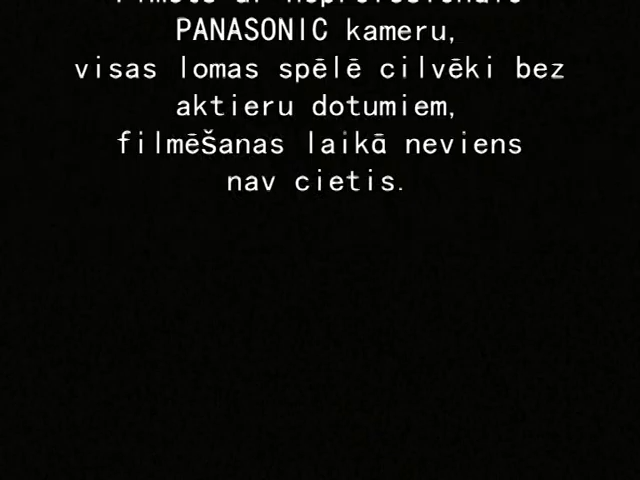 PANASONIC kameru,
visas lomas spēlē cilvēki bez
aktieru dotumiem,
filmēšanas laikā neviens
nav cietis.